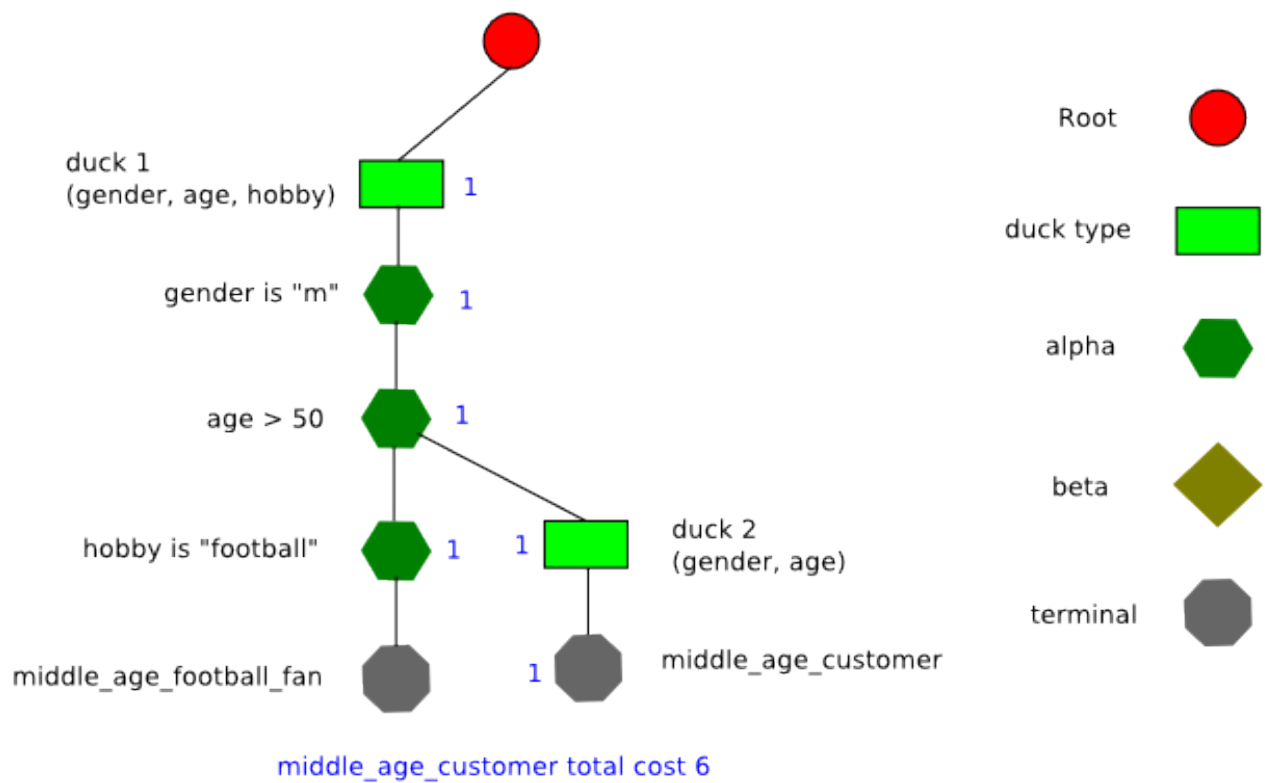 Root
duck 1
(gender, age, hobby)
1
duck type
gender is "m"
1
alpha
age > 50
1
beta
hobby is "football"
1
1
duck 2
(gender, age)
terminal
middle_age_football_fan
1
middle_age_customer
middle_age_customer total cost 6